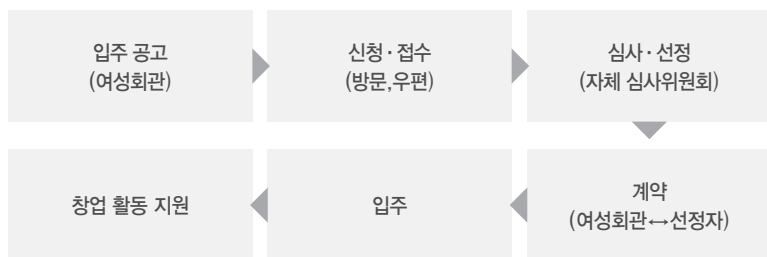 입주 공고
(여성회관)
신청·접수
(방문,우편)
심사·선정
(자체 심사위원회)
계약
(여성회관↔선정자)
입주
창업 활동 지원